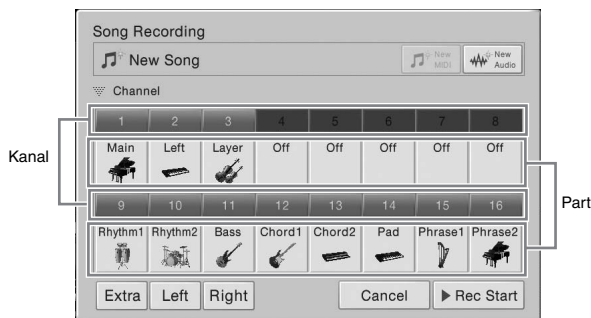 Song Recording
New Song
New MIDI
New Audio
Channel
1 2 3 4 5 6 7 8
Kanal
Main Left Layer Off Off Off Off Off
9 10 11 12 13 14 15 16
Part
Rhythm1 Rhythm2 Bass Chord1 Chord2 Pad Phrase1 Phrase2
Extra Left Right Cancel Rec Start